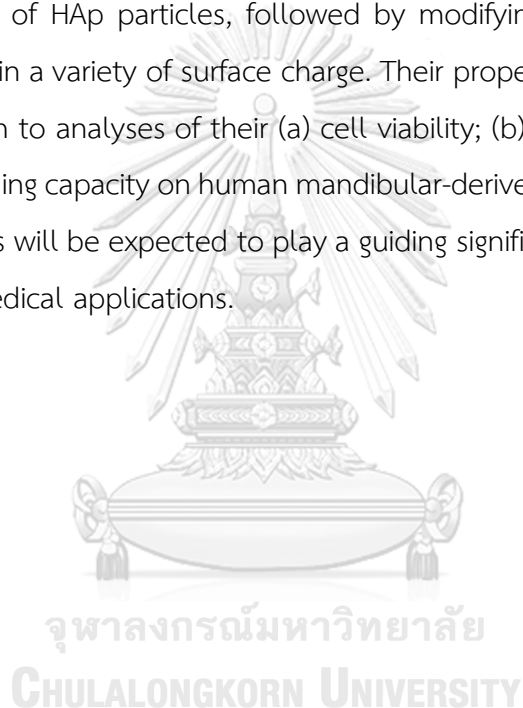 of HAp particles, followed by modifyin
in a variety of surface charge. Their prope
n to analyses of their (a) cell viability; (b)
ing capacity on human mandibular-derive
s will be expected to play a guiding signifi
edical applications.
จุฬาลงกรณ์มหาวิทยาลัย
CHULALONGKORN UNIVERSITY